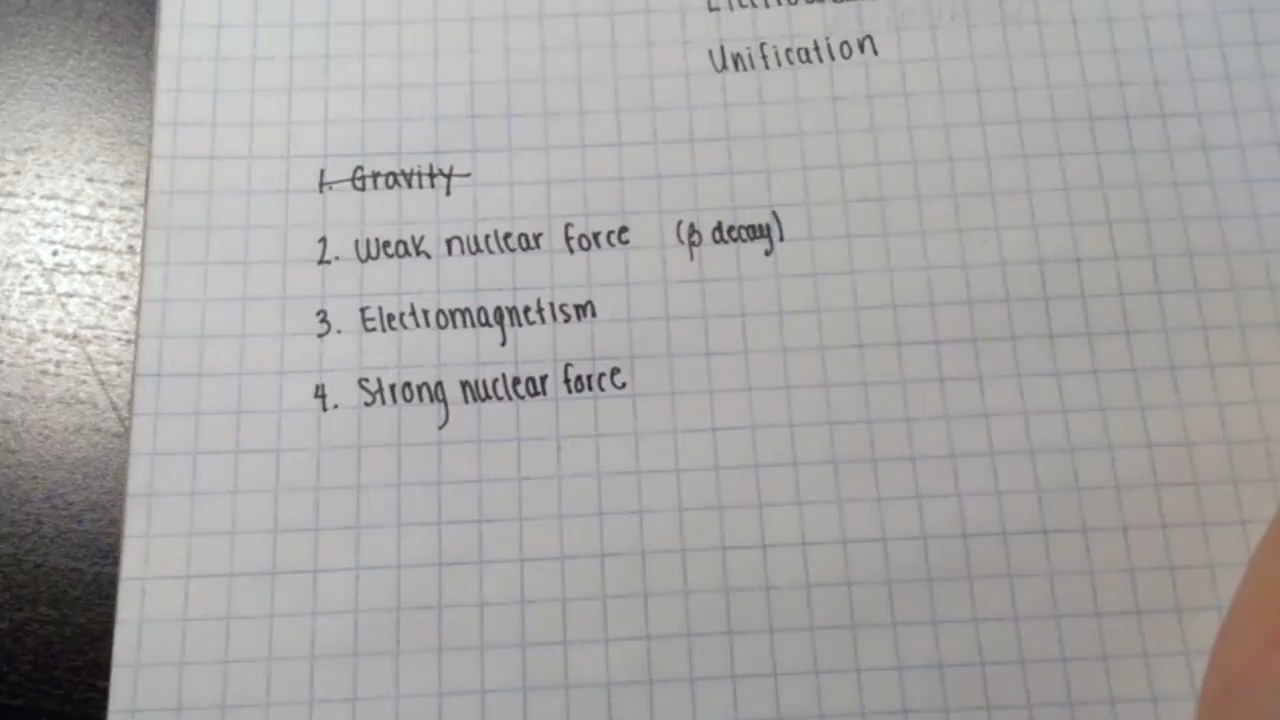 Unification
1. Gravity
2. Weak nuclear force (β decay)
3. Electromagnetism
4. Strong nuclear force